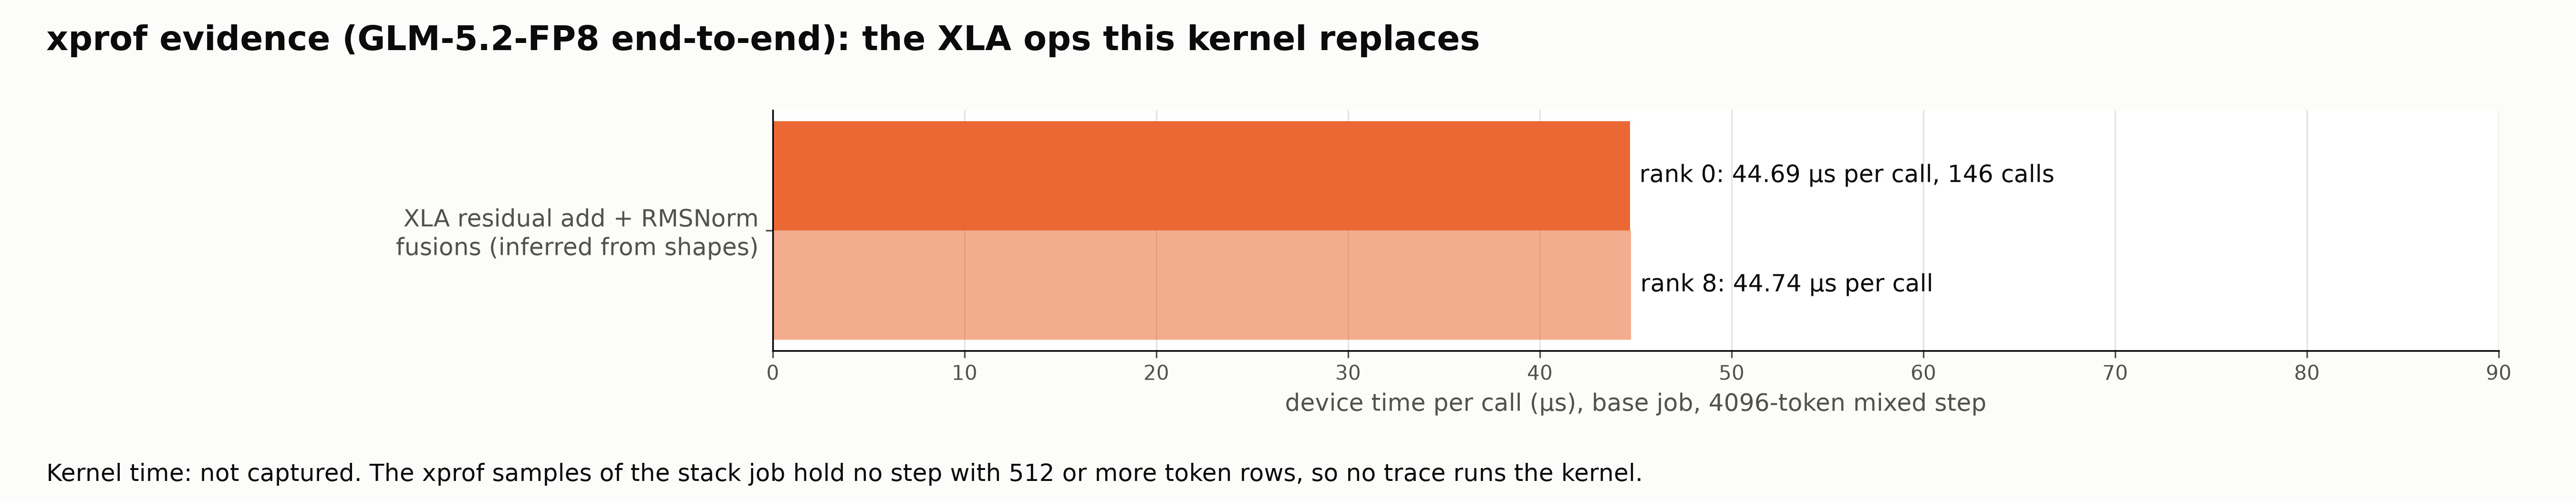 xprof evidence (GLM-5.2-FP8 end-to-end): the XLA ops this kernel replaces
rank 0: 44.69 µs per call, 146 calls
XLA residual add + RMSNorm
fusions (inferred from shapes)
rank 8: 44.74 µs per call
0 10 20 30 40 50 60 70 80 90
device time per call (µs), base job, 4096-token mixed step
Kernel time: not captured. The xprof samples of the stack job hold no step with 512 or more token rows, so no trace runs the kernel.